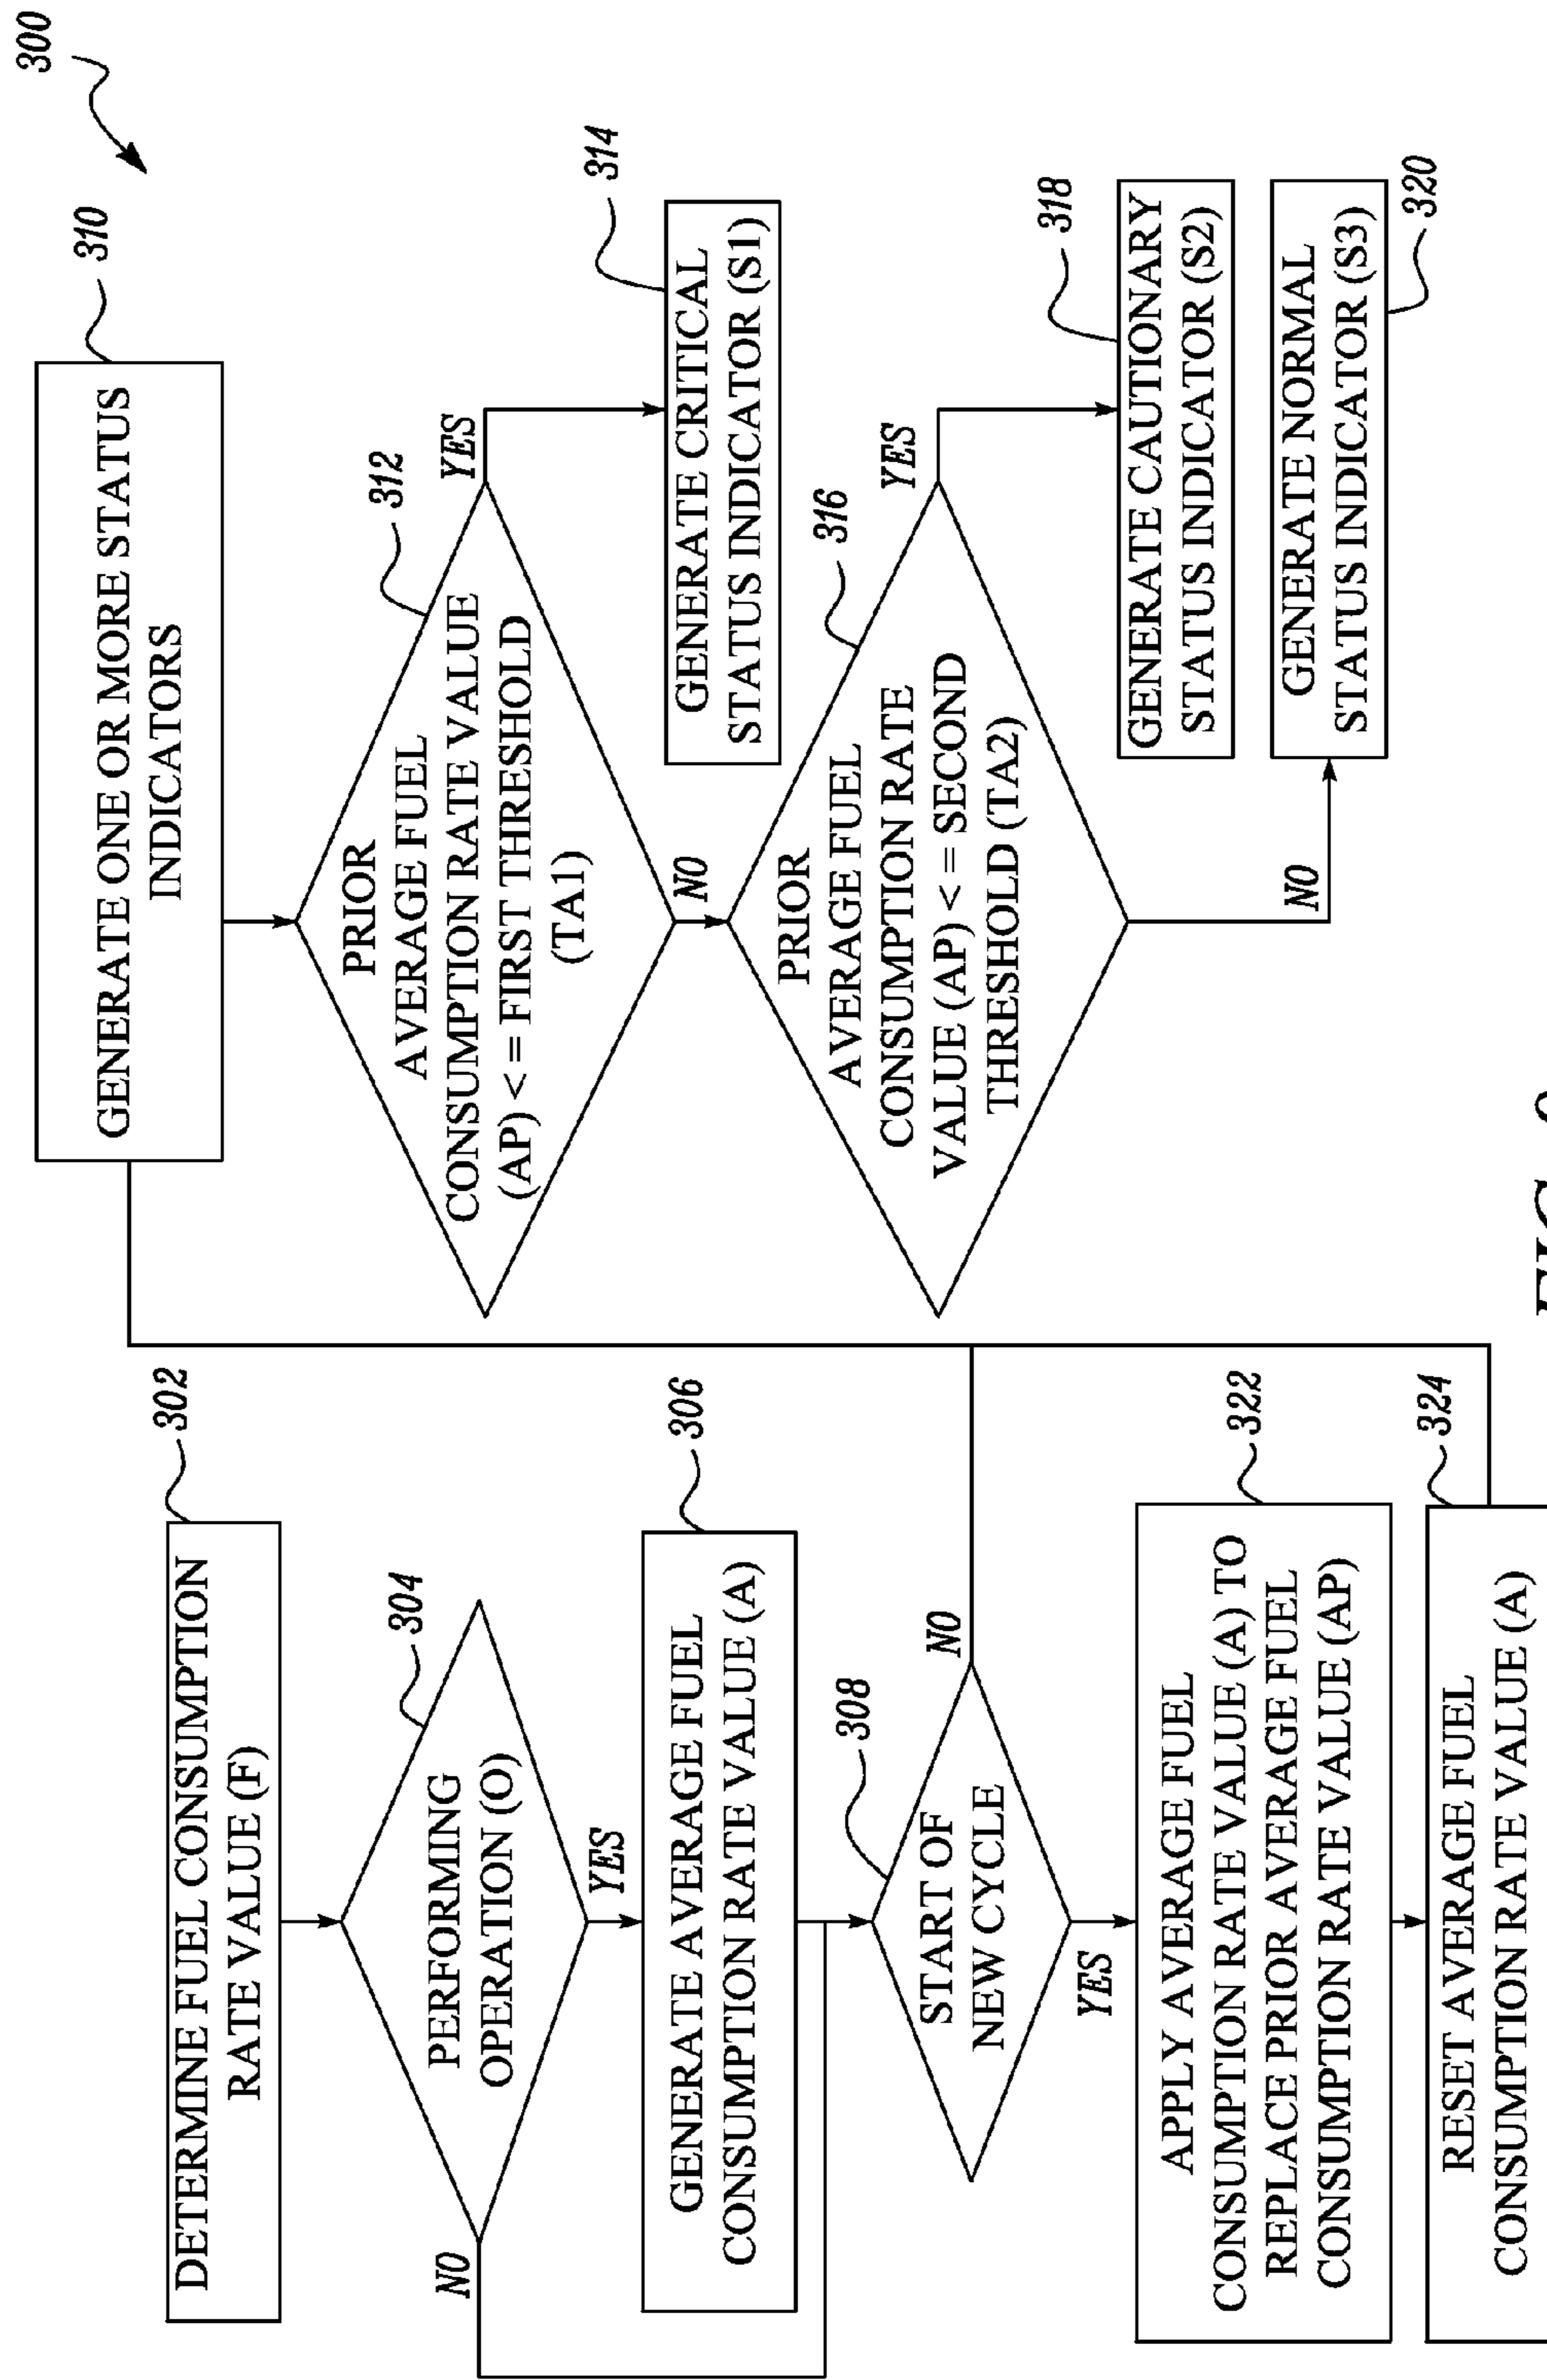 300
302
DETERMINE FUEL CONSUMPTION
RATE VALUE (F)
304
PERFORMING
OPERATION (O)
NO
YES
306
GENERATE AVERAGE FUEL
CONSUMPTION RATE VALUE (A)
308
START OF
NEW CYCLE
NO
YES
322
APPLY AVERAGE FUEL
CONSUMPTION RATE VALUE (A) TO
REPLACE PRIOR AVERAGE FUEL
CONSUMPTION RATE VALUE (AP)
324
RESET AVERAGE FUEL
CONSUMPTION RATE VALUE (A)
310
GENERATE ONE OR MORE STATUS
INDICATORS
312
PRIOR
AVERAGE FUEL
CONSUMPTION RATE VALUE
(AP) < = FIRST THRESHOLD
(TA1)
YES
NO
314
GENERATE CRITICAL
STATUS INDICATOR (S1)
316
PRIOR
AVERAGE FUEL
CONSUMPTION RATE
VALUE (AP) < = SECOND
THRESHOLD (TA2)
YES
NO
318
GENERATE CAUTIONARY
STATUS INDICATOR (S2)
GENERATE NORMAL
STATUS INDICATOR (S3)
320